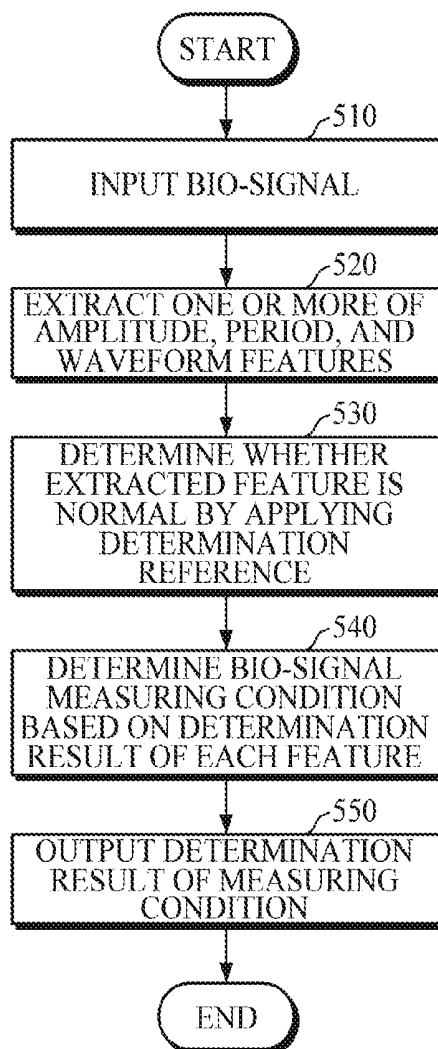 START
510
INPUT BIO-SIGNAL
520
EXTRACT ONE OR MORE OF
AMPLITUDE, PERIOD, AND
WAVEFORM FEATURES
530
DETERMINE WHETHER
EXTRACTED FEATURE IS
NORMAL BY APPLYING
DETERMINATION
REFERENCE
540
DETERMINE BIO-SIGNAL
MEASURING CONDITION
BASED ON DETERMINATION
RESULT OF EACH FEATURE
550
OUTPUT DETERMINATION
RESULT OF MEASURING
CONDITION
END